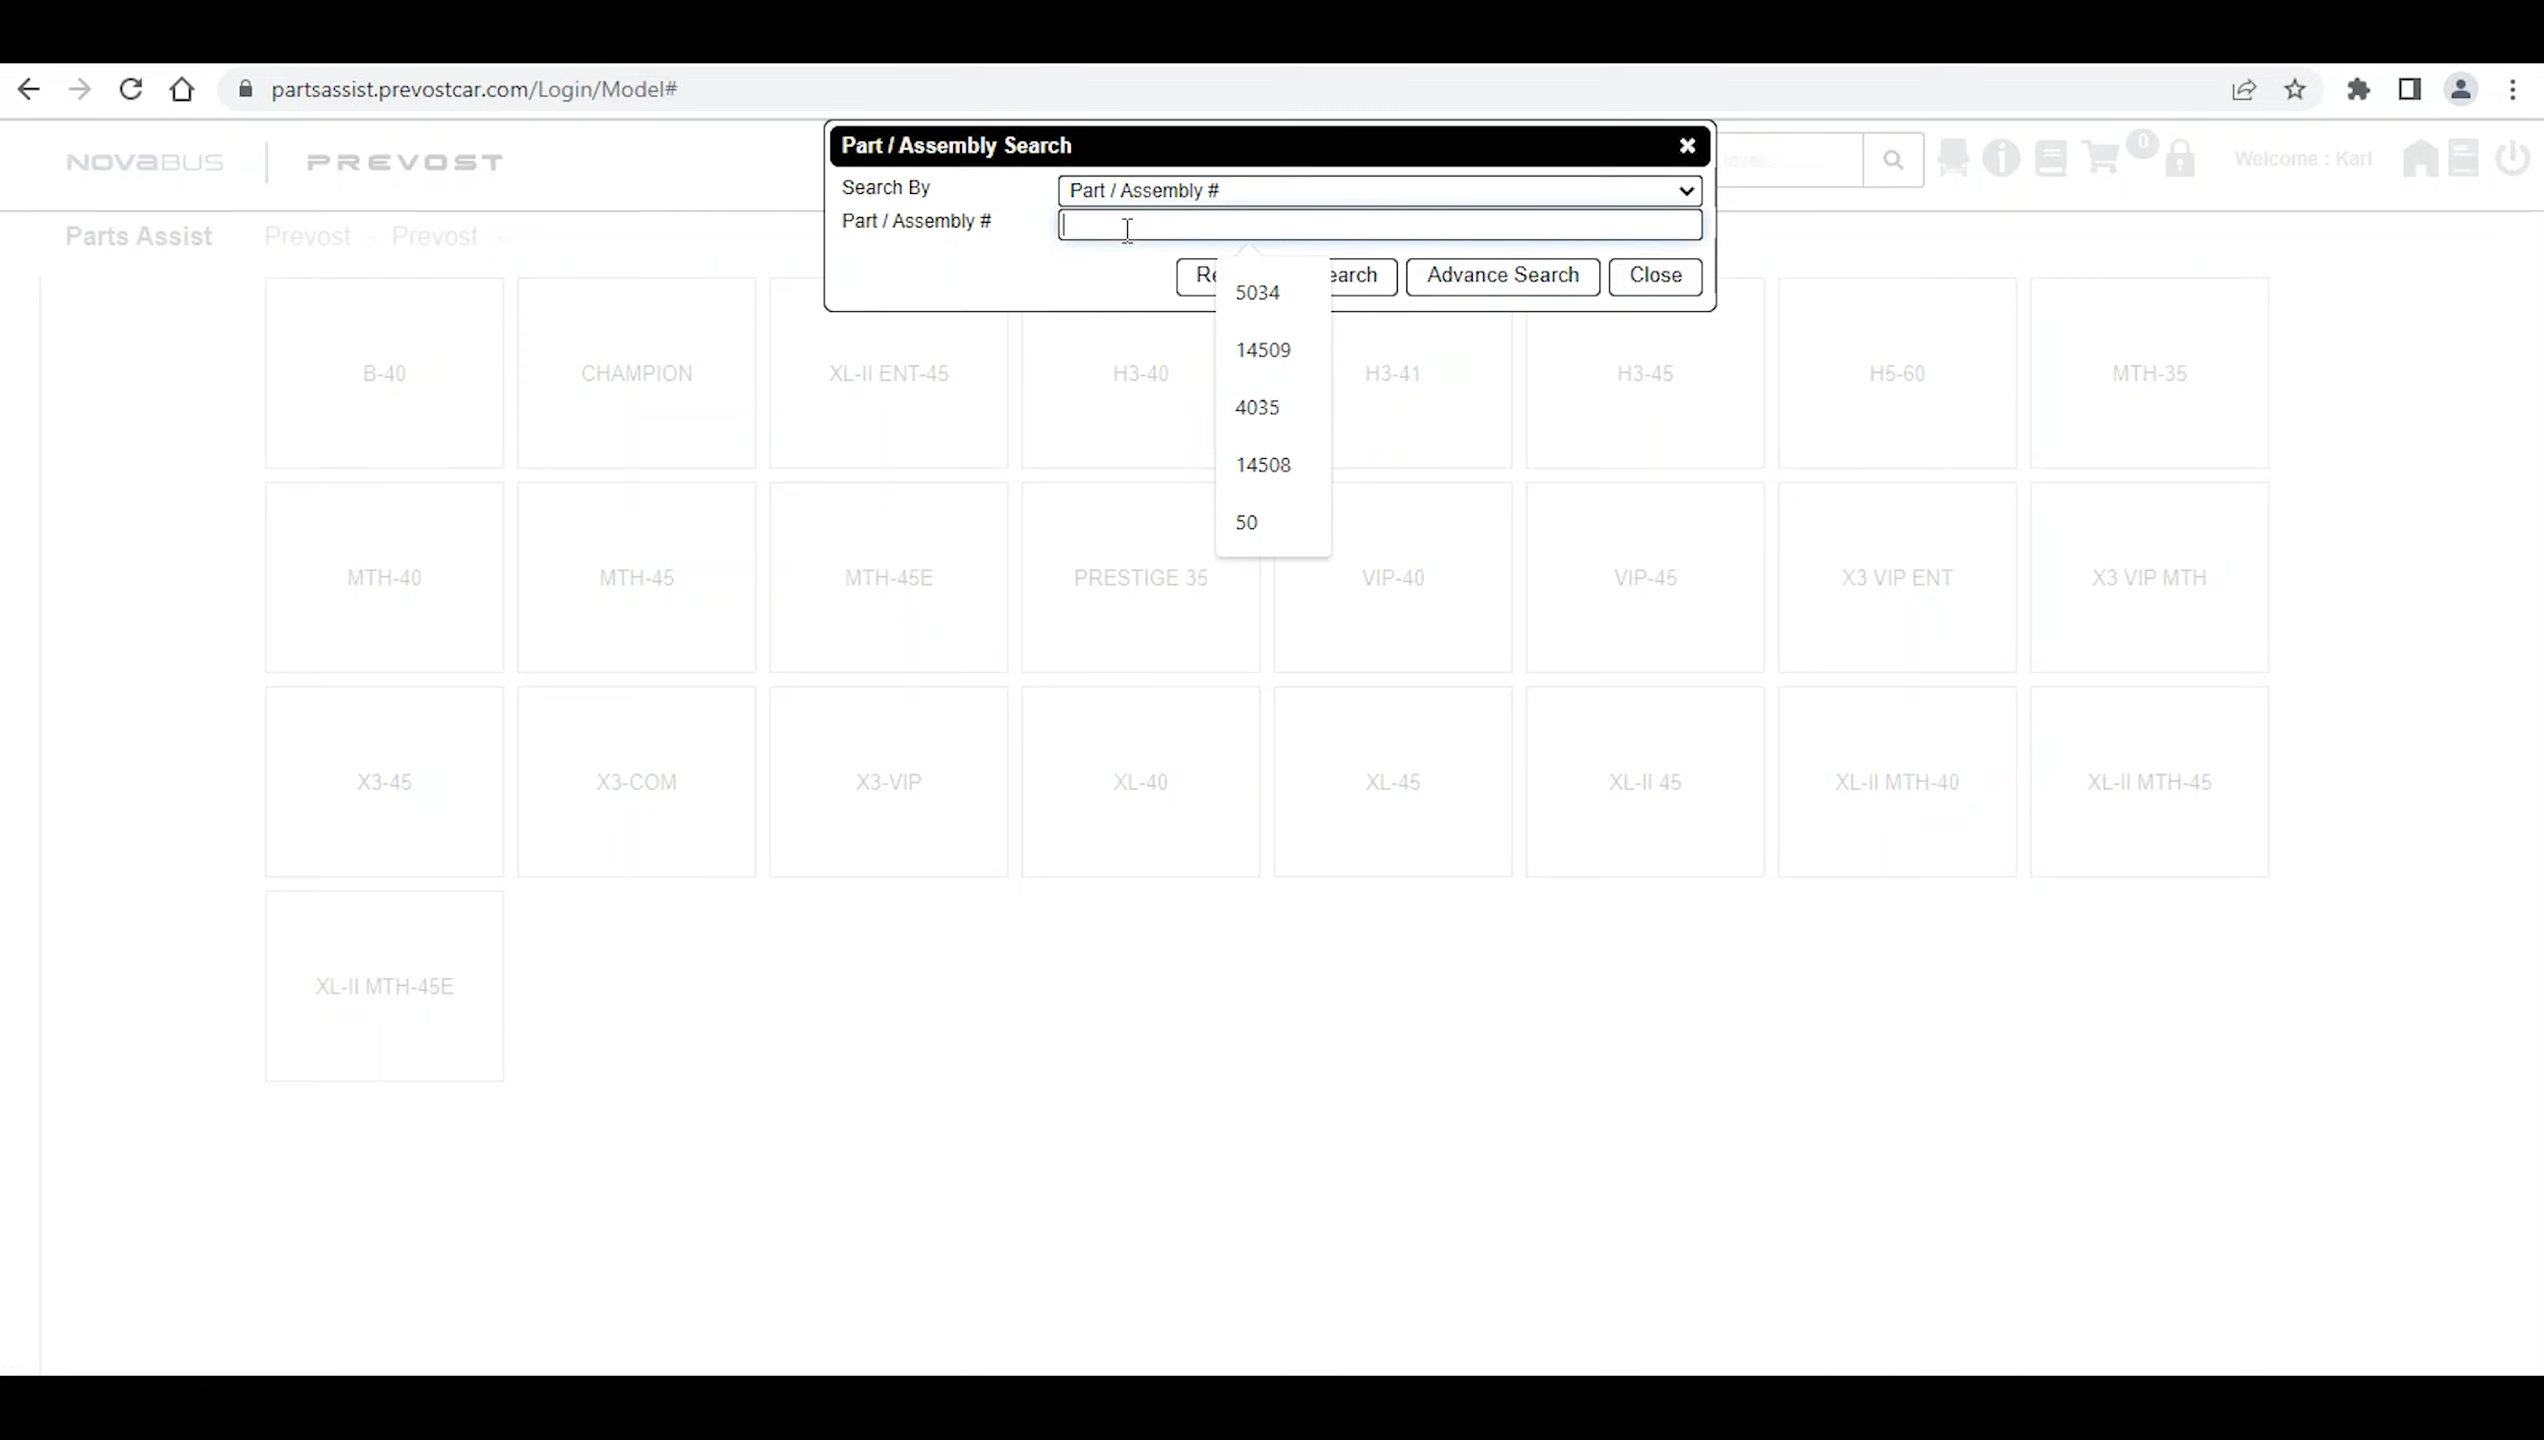 partsassist.prevostcar.com/Login/Model#
NOVABUS PREVOST
Part / Assembly Search
Search By Part / Assembly #
Part / Assembly #
Re earch Advance Search Close
5034
14509
4035
14508
50
0
Welcome : Karl
Parts Assist Prevost > Prevost >
B-40 CHAMPION XL-II ENT-45 H3-40 H3-41 H3-45 H5-60 MTH-35
MTH-40 MTH-45 MTH-45E PRESTIGE 35 VIP-40 VIP-45 X3 VIP ENT X3 VIP MTH
X3-45 X3-COM X3-VIP XL-40 XL-45 XL-II 45 XL-II MTH-40 XL-II MTH-45
XL-II MTH-45E